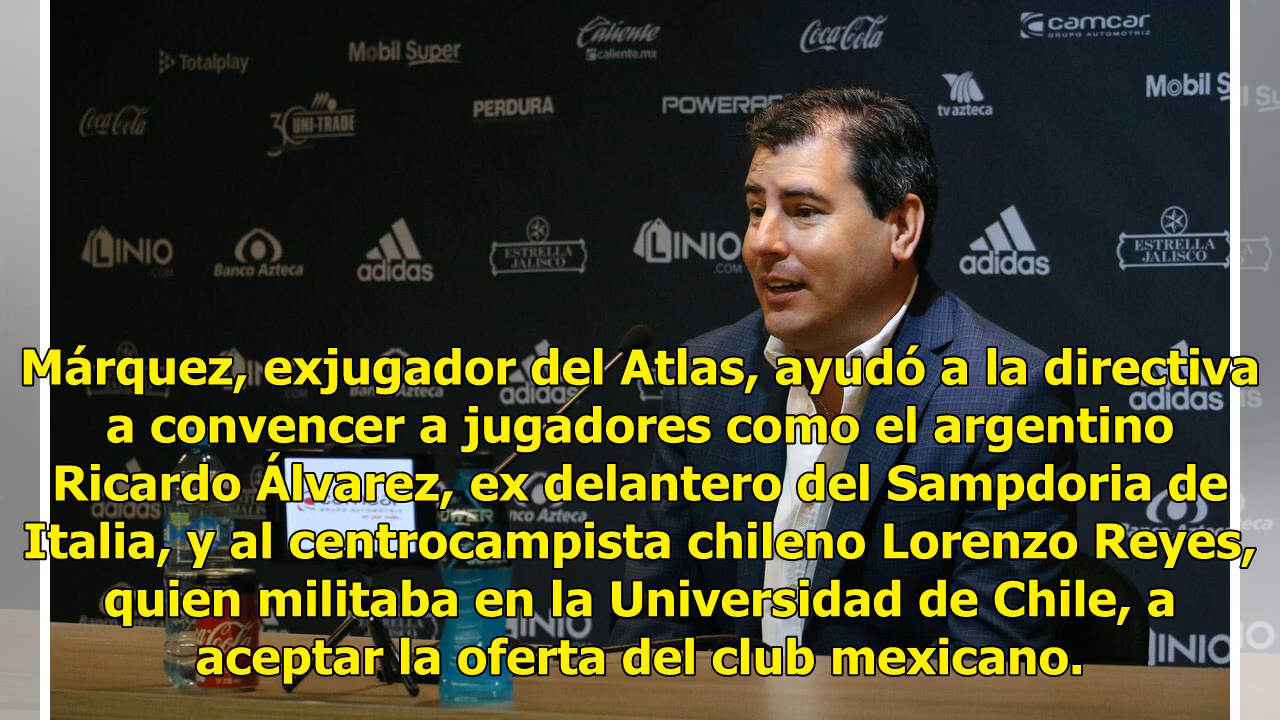 Totalplay
Mobil Super
Caliente
caliente.mx
Coca-Cola
camcar
GRUPO AUTOMOTRIZ
Coca-Cola
30 UNI-TRADE
PERDURA
tv azteca
Mobil
LINIO
.COM
Banco Azteca
adidas
ESTRELLA
JALISCO
LINIO
.COM
adidas
ESTRELLA
JALISCO
Márquez, exjugador del Atlas, ayudó a la directiva
a convencer a jugadores como el argentino
Ricardo Álvarez, ex delantero del Sampdoria de
Italia, y al centrocampista chileno Lorenzo Reyes,
quien militaba en la Universidad de Chile, a
aceptar la oferta del club mexicano.